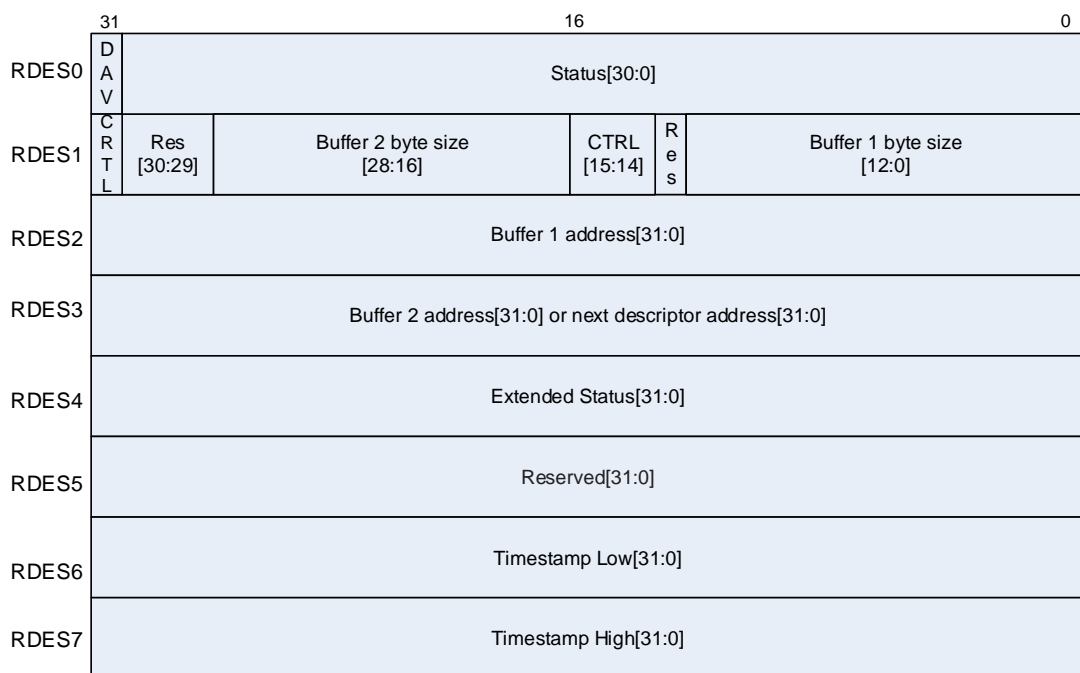 31 16 0
RDES0
DAV
Status[30:0]
RDES1
CRTL
Res
[30:29]
Buffer 2 byte size
[28:16]
CTRL
[15:14]
Res
Buffer 1 byte size
[12:0]
RDES2
Buffer 1 address[31:0]
RDES3
Buffer 2 address[31:0] or next descriptor address[31:0]
RDES4
Extended Status[31:0]
RDES5
Reserved[31:0]
RDES6
Timestamp Low[31:0]
RDES7
Timestamp High[31:0]